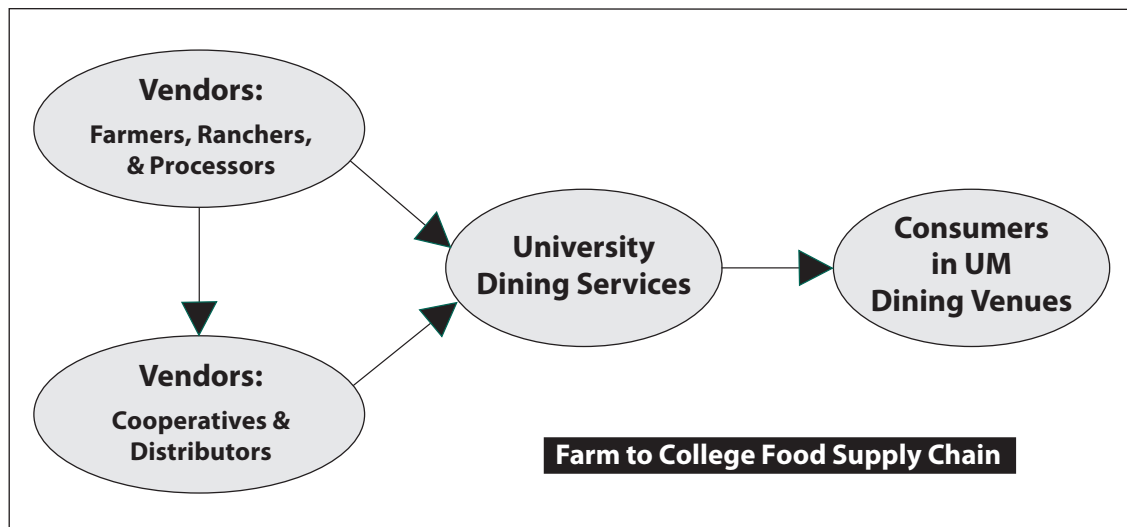 Vendors:
Farmers, Ranchers,
& Processors
University
Dining Services
Consumers
in UM
Dining Venues
Vendors:
Cooperatives &
Distributors
Farm to College Food Supply Chain